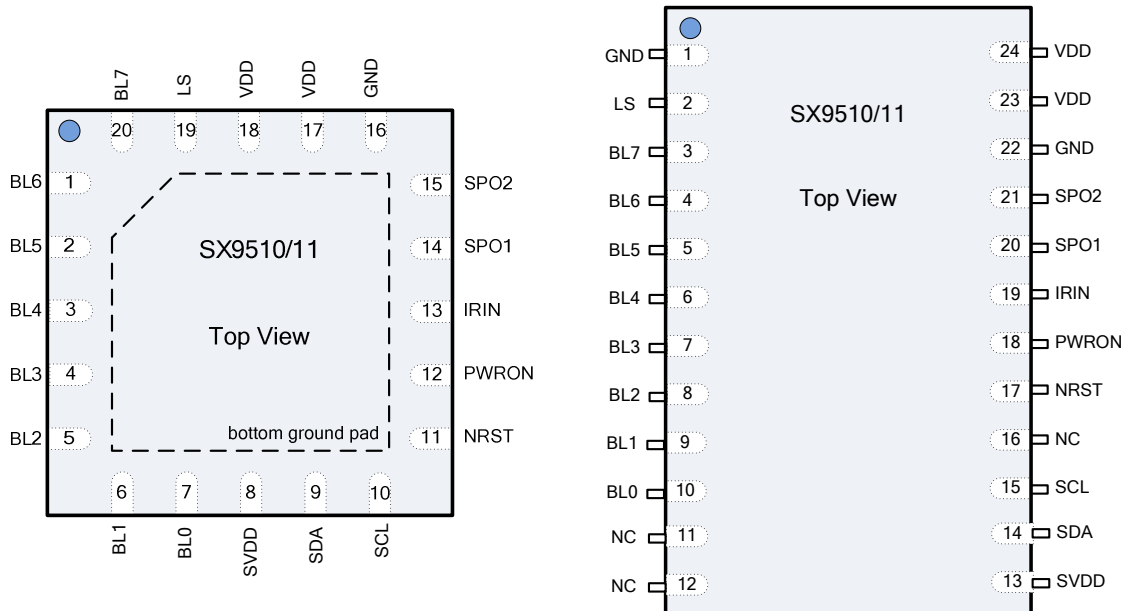 BL7 LS VDD VDD GND
20 19 18 17 16
BL6 1 15 SPO2
BL5 2 14 SPO1
BL4 3 13 IRIN
BL3 4 12 PWRON
BL2 5 11 NRST
SX9510/11
Top View
bottom ground pad
6 7 8 9 10
BL1 BL0 SVDD SDA SCL
SX9510/11
Top View
GND 1 24 VDD
LS 2 23 VDD
BL7 3 22 GND
BL6 4 21 SPO2
BL5 5 20 SPO1
BL4 6 19 IRIN
BL3 7 18 PWRON
BL2 8 17 NRST
BL1 9 16 NC
BL0 10 15 SCL
NC 11 14 SDA
NC 12 13 SVDD